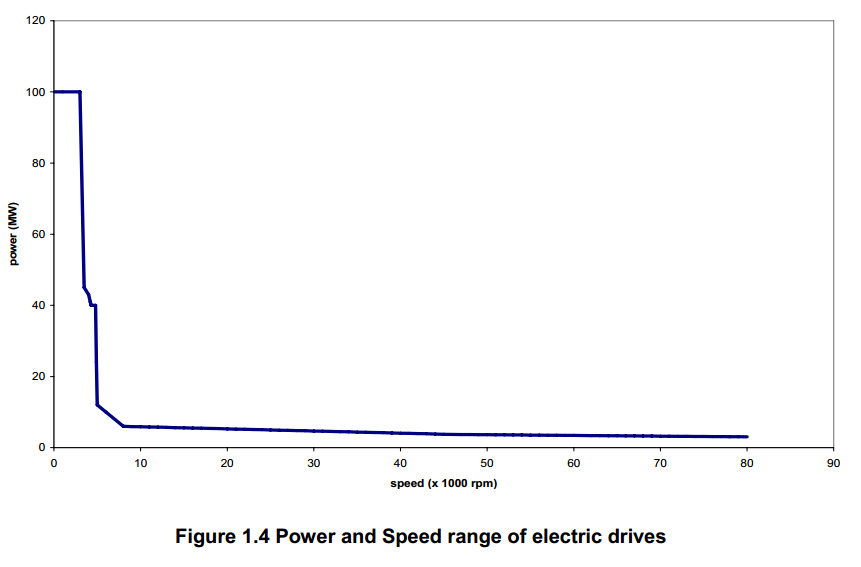 120
100
80
60
40
20
0
power (MW)
0 10 20 30 40 50 60 70 80 90
speed (x 1000 rpm)
Figure 1.4 Power and Speed range of electric drives